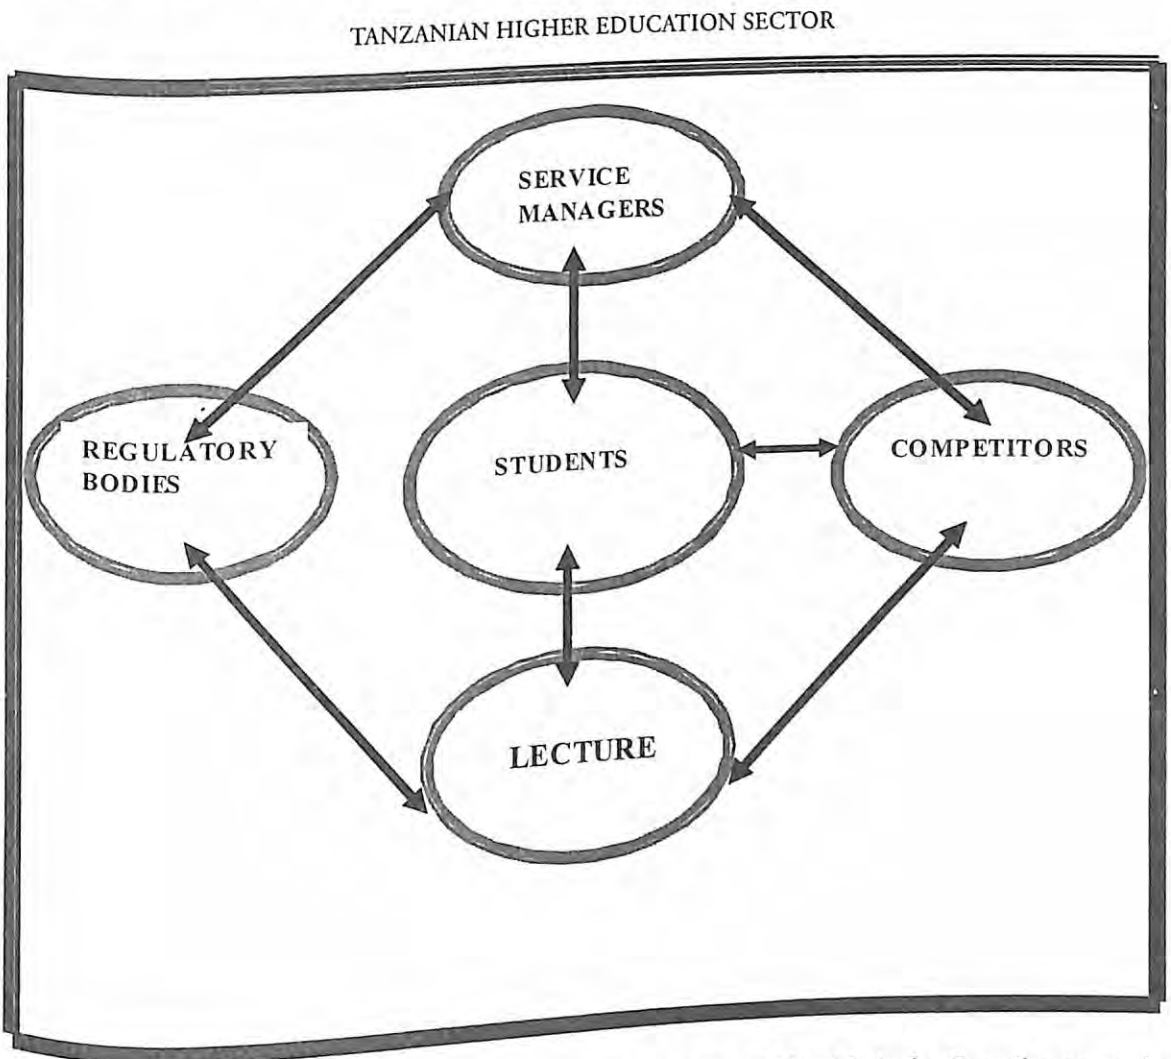 TANZANIAN HIGHER EDUCATION SECTOR
SERVICE
MANAGERS
REGULATORY
BODIES
STUDENTS
COMPETITORS
LECTURE